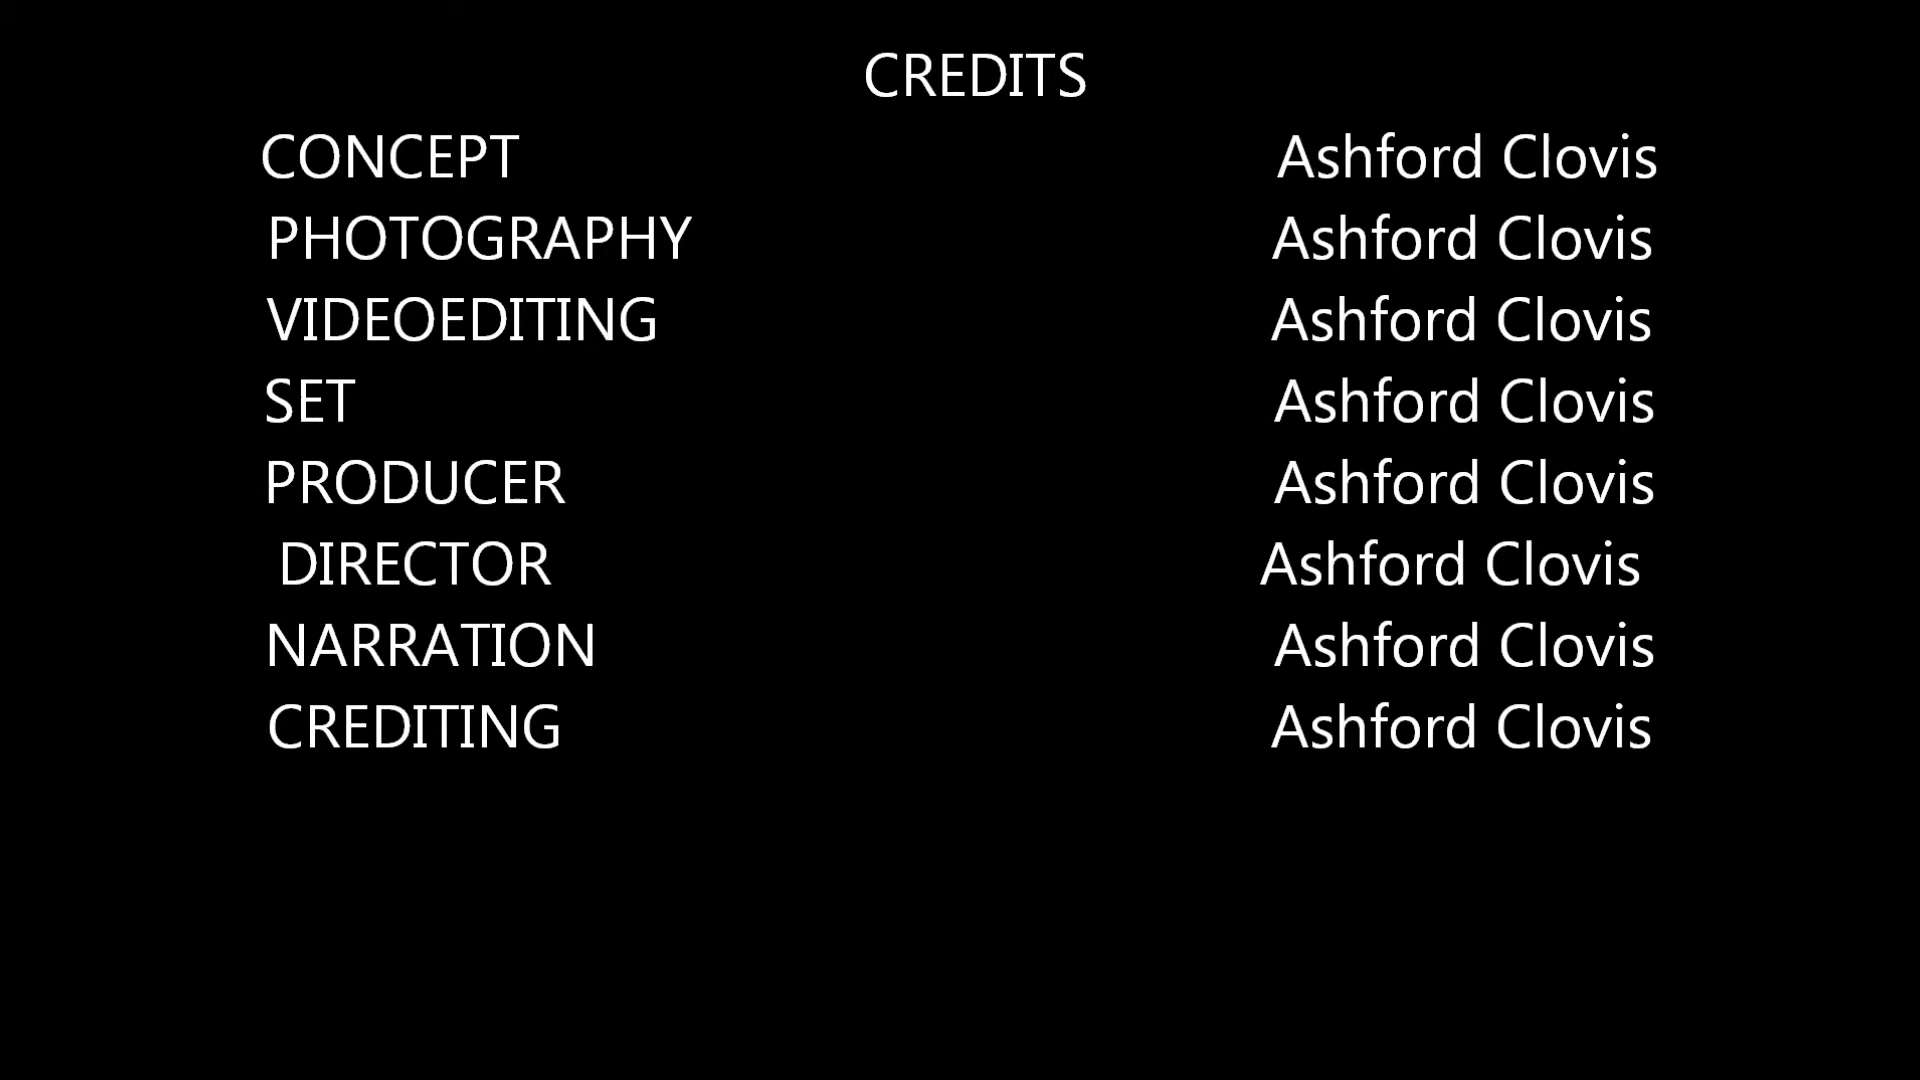 CREDITS
CONCEPT Ashford Clovis
PHOTOGRAPHY Ashford Clovis
VIDEOEDITING Ashford Clovis
SET Ashford Clovis
PRODUCER Ashford Clovis
DIRECTOR Ashford Clovis
NARRATION Ashford Clovis
CREDITING Ashford Clovis